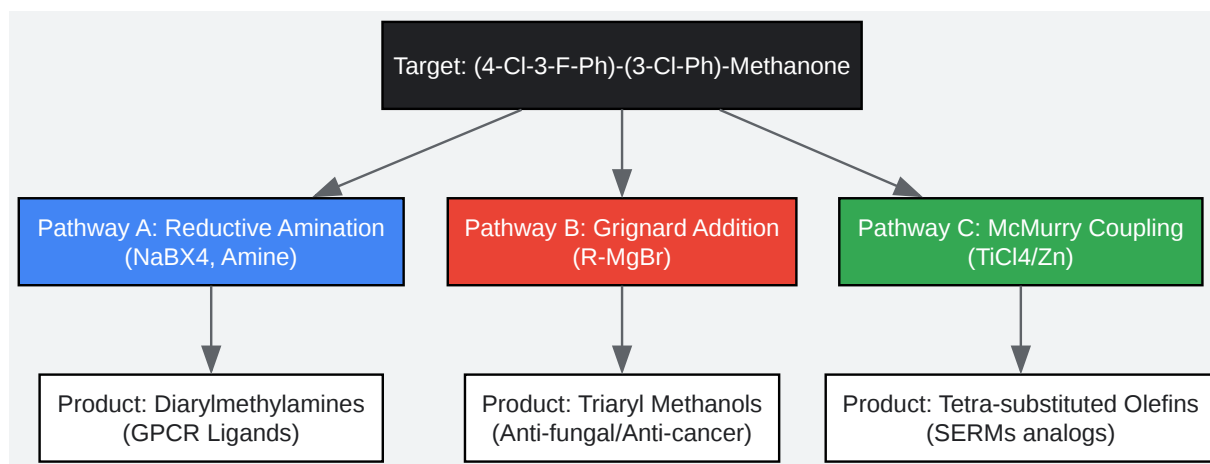 Target: (4-Cl-3-F-Ph)-(3-Cl-Ph)-Methanone
Pathway A: Reductive Amination
(NaBX4, Amine)
Pathway B: Grignard Addition
(R-MgBr)
Pathway C: McMurry Coupling
(TiCl4/Zn)
Product: Diarylmethylamines
(GPCR Ligands)
Product: Triaryl Methanols
(Anti-fungal/Anti-cancer)
Product: Tetra-substituted Olefins
(SERMs analogs)